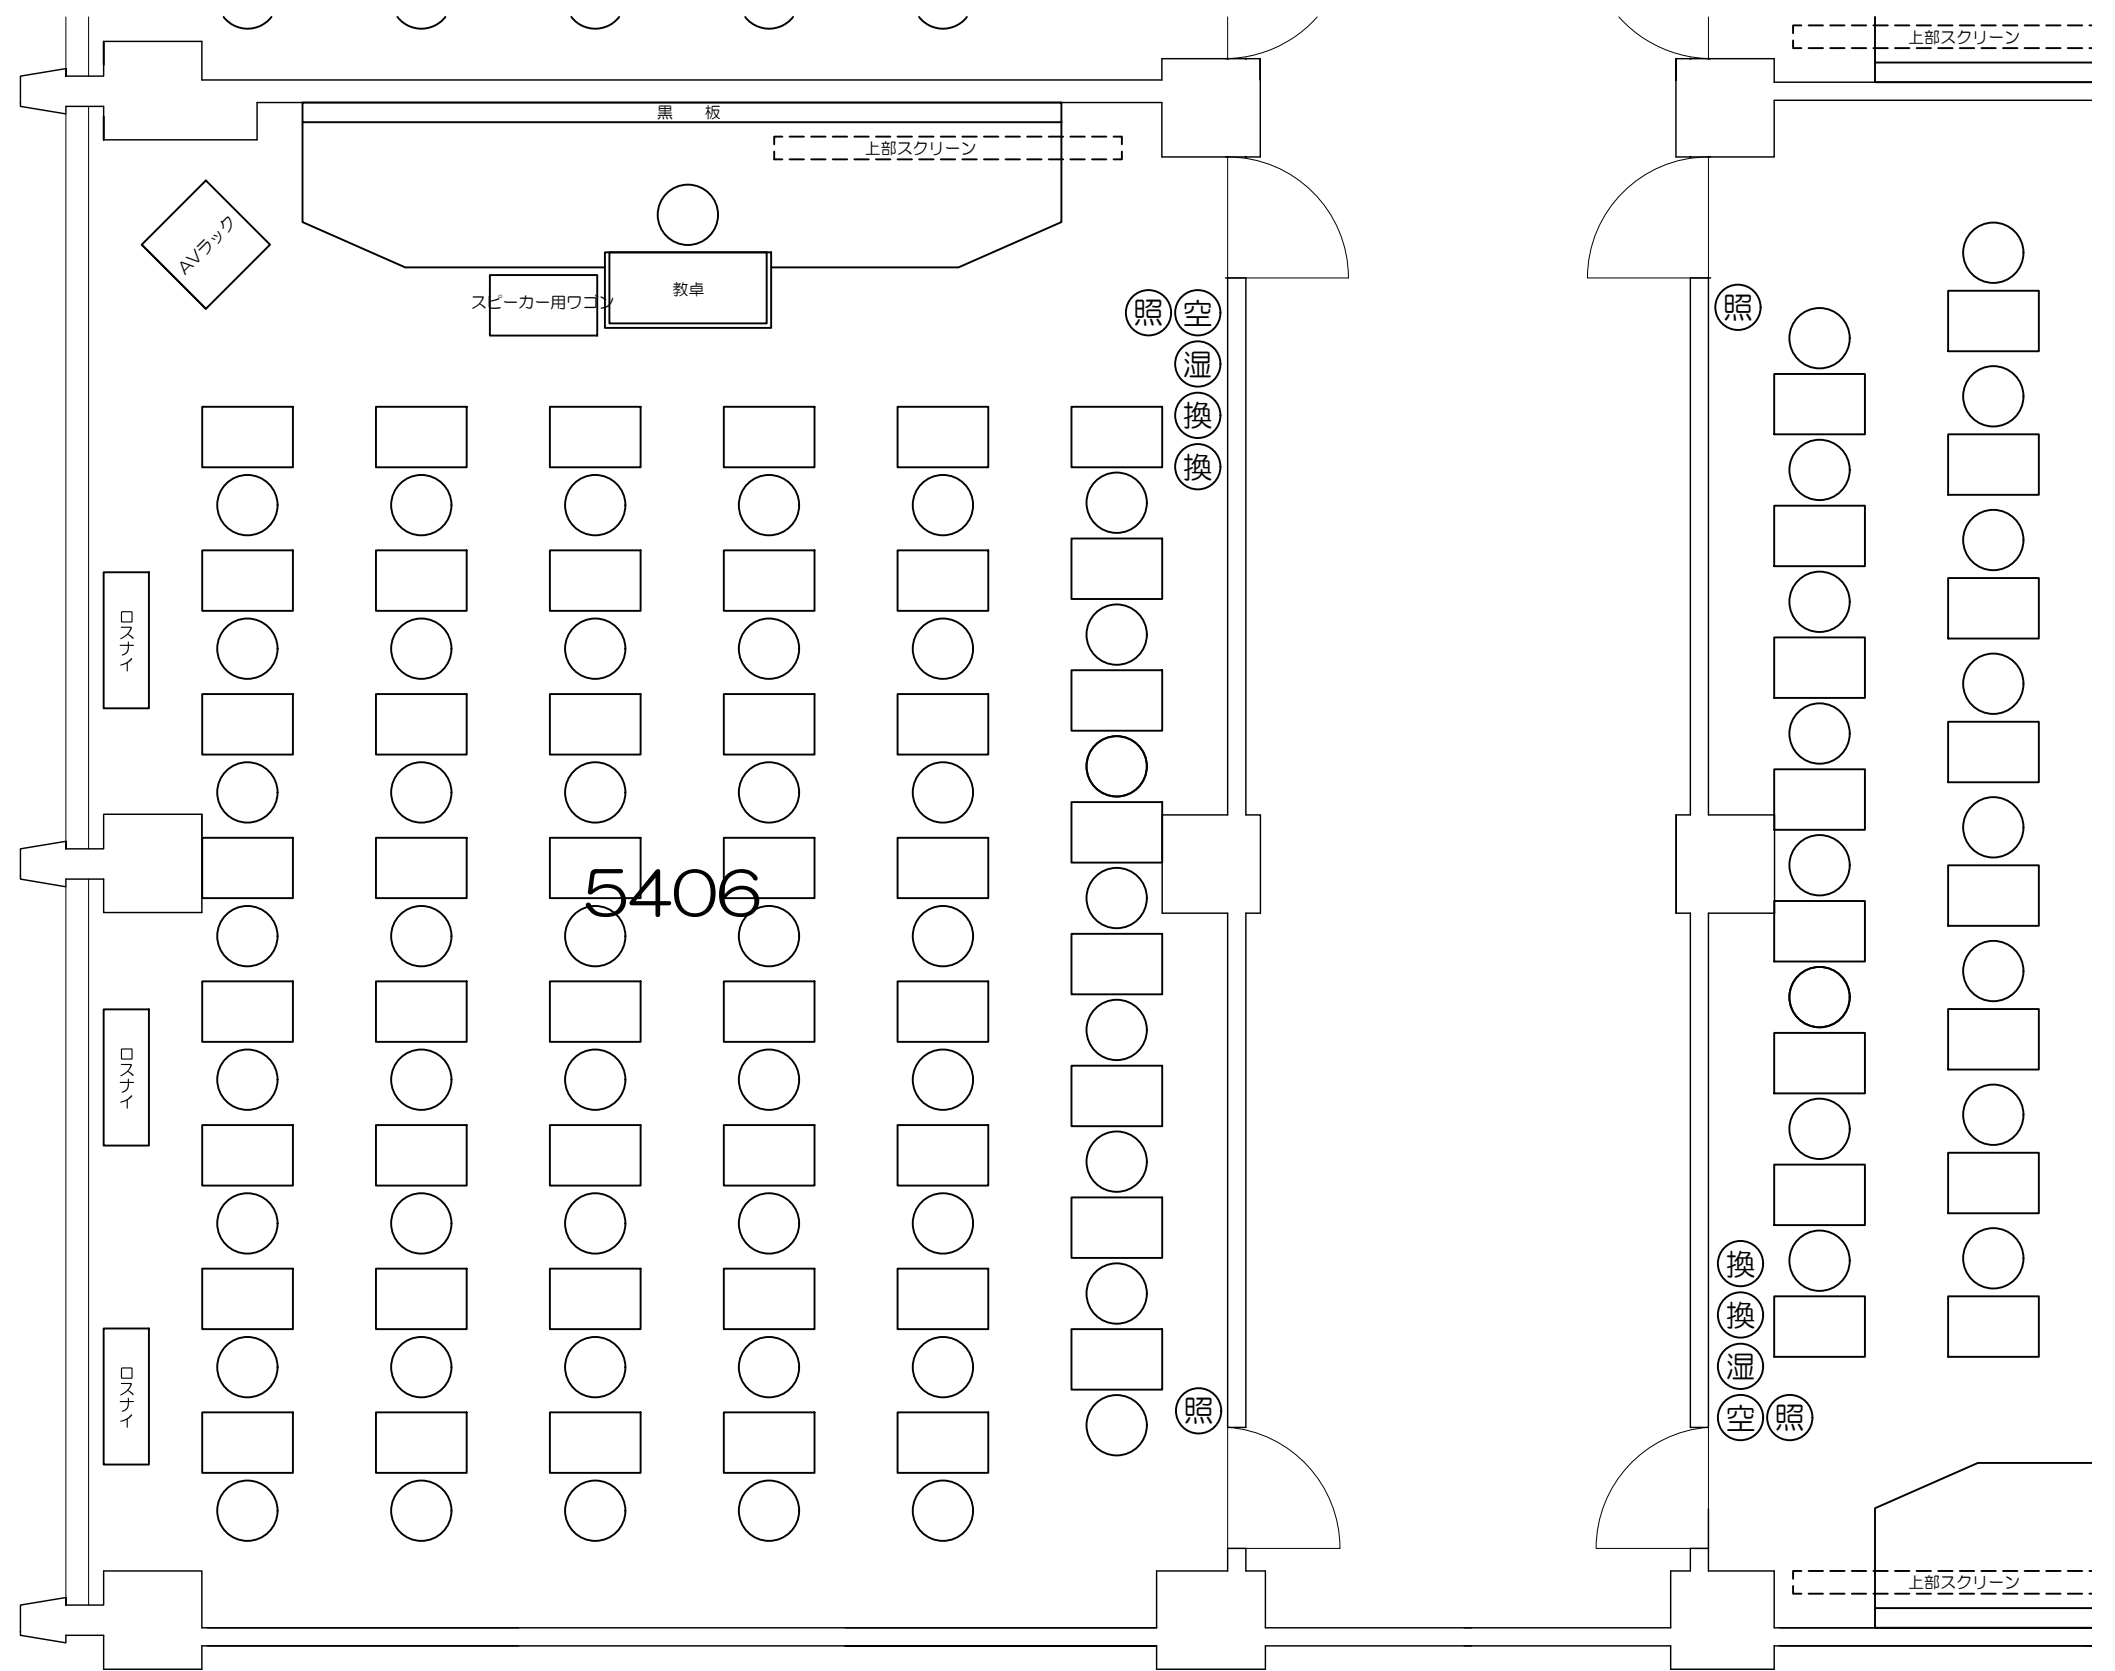 上部スクリーン
黒 板
上部スクリーン
AVラック
スピーカー用ワゴン
教卓
照
空
照
湿
換
換
ロスナイ
5406
ロスナイ
換
換
ロスナイ
湿
照
空
照
上部スクリーン